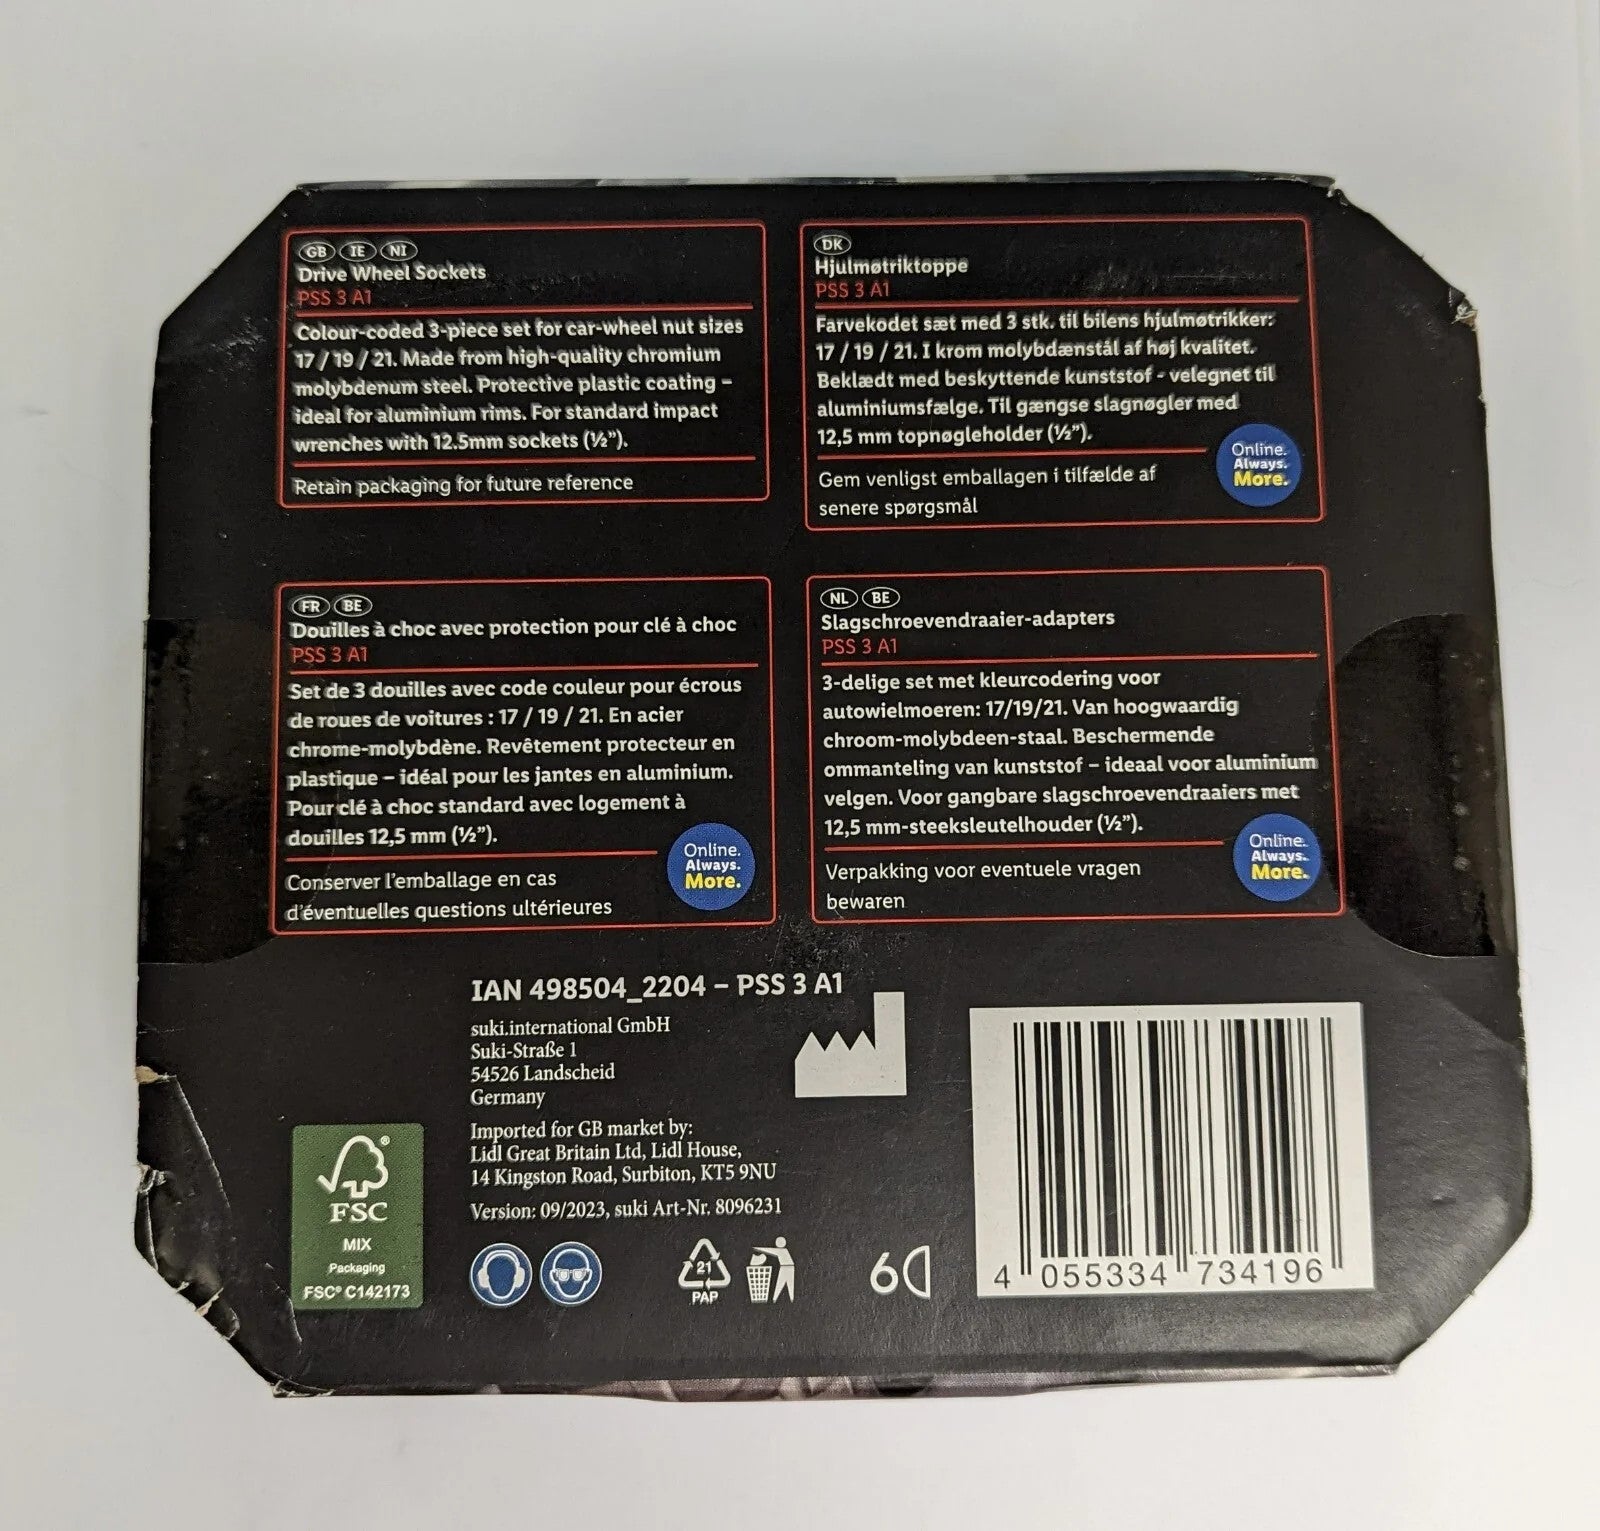 GB IE NI
Drive Wheel Sockets
PSS 3 A1
Colour-coded 3-piece set for car-wheel nut sizes
17 / 19 / 21. Made from high-quality chromium
molybdenum steel. Protective plastic coating –
ideal for aluminium rims. For standard impact
wrenches with 12.5mm sockets (½”).
Retain packaging for future reference
DK
Hjulmøtriktoppe
PSS 3 A1
Farvekodet sæt med 3 stk. til bilens hjulmøtrikker:
17 / 19 / 21. I krom molybdænstål af høj kvalitet.
Beklædt med beskyttende kunststof - velegnet til
aluminiumsfælge. Til gængse slagnøgler med
12,5 mm topnøgleholder (½”).
Gem venligst emballagen i tilfælde af
senere spørgsmål
Online.
Always.
More.
FR BE
Douilles à choc avec protection pour clé à choc
PSS 3 A1
Set de 3 douilles avec code couleur pour écrous
de roues de voitures : 17 / 19 / 21. En acier
chrome-molybdène. Revêtement protecteur en
plastique – idéal pour les jantes en aluminium.
Pour clé à choc standard avec logement à
douilles 12,5 mm (½”).
Conserver l’emballage en cas
d’éventuelles questions ultérieures
Online.
Always.
More.
NL BE
Slagschroevendraaier-adapters
PSS 3 A1
3-delige set met kleurcodering voor
autowielmoeren: 17/19/21. Van hoogwaardig
chroom-molybdeen-staal. Beschermende
ommanteling van kunststof – ideaal voor aluminium
velgen. Voor gangbare slagschroevendraaiers met
12,5 mm-steeksleutelhouder (½”).
Verpakking voor eventuele vragen
bewaren
Online.
Always.
More.
IAN 498504_2204 – PSS 3 A1
suki.international GmbH
Suki-Straße 1
54526 Landscheid
Germany
Imported for GB market by:
Lidl Great Britain Ltd, Lidl House,
14 Kingston Road, Surbiton, KT5 9NU
Version: 09/2023, suki Art-Nr. 8096231
FSC
MIX
Packaging
FSC® C142173
21
PAP
6
4 055334 734196